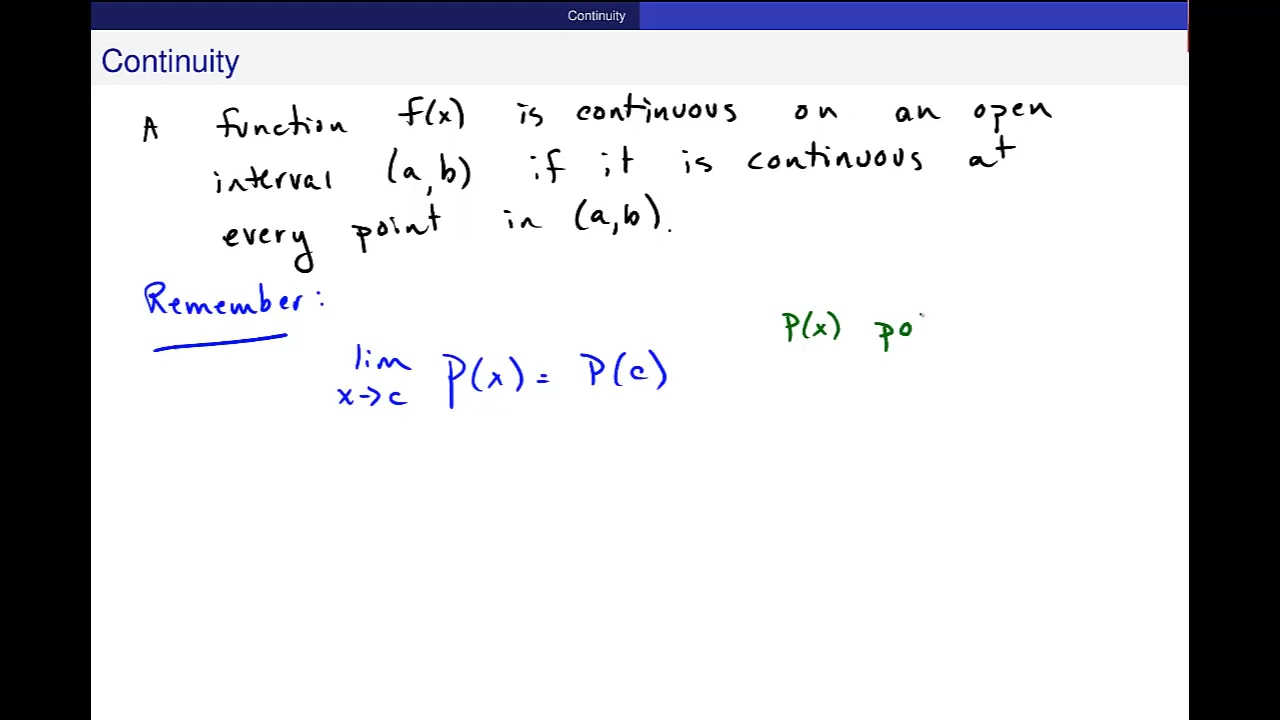 Continuity
Continuity
A function f(x) is continuous on an open
interval (a,b) if it is continuous at
every point in (a,b).
Remember:
P(x) po
lim P(x) = P(c)
x→c